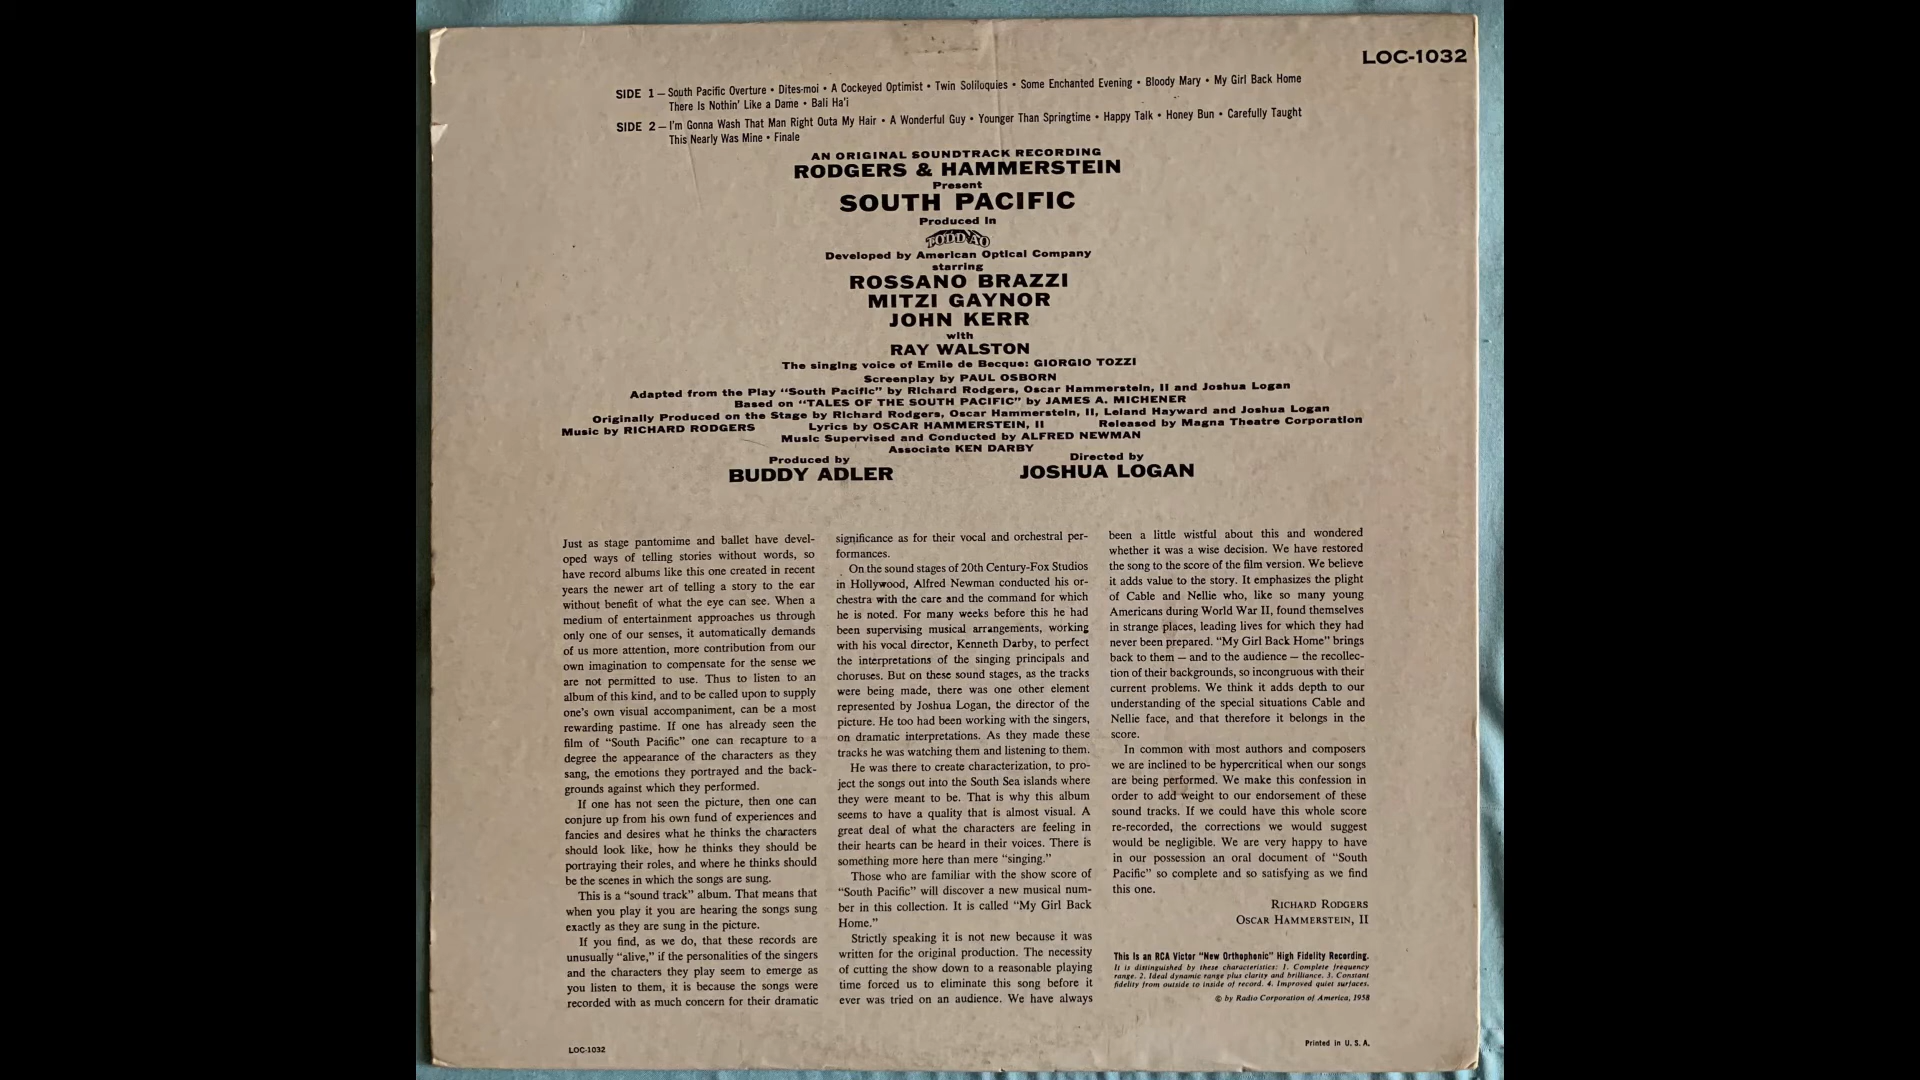 LOC-1032
SIDE 1 — South Pacific Overture • Dites-moi • A Cockeyed Optimist • Twin Soliloquies • Some Enchanted Evening • Bloody Mary • My Girl Back Home
There Is Nothin' Like a Dame • Bali Ha'i
SIDE 2 — I'm Gonna Wash That Man Right Outa My Hair • A Wonderful Guy • Younger Than Springtime • Happy Talk • Honey Bun • Carefully Taught
This Nearly Was Mine • Finale
AN ORIGINAL SOUNDTRACK RECORDING
RODGERS & HAMMERSTEIN
Present
SOUTH PACIFIC
Produced in
TODD-AO
Developed by American Optical Company
starring
ROSSANO BRAZZI
MITZI GAYNOR
JOHN KERR
with
RAY WALSTON
The singing voice of Emile de Becque: GIORGIO TOZZI
Screenplay by PAUL OSBORN
Adapted from the Play "South Pacific" by Richard Rodgers, Oscar Hammerstein, II and Joshua Logan
Based on "TALES OF THE SOUTH PACIFIC" by JAMES A. MICHENER
Originally Produced on the Stage by Richard Rodgers, Oscar Hammerstein, II, Leland Hayward and Joshua Logan
Music by RICHARD RODGERS Lyrics by OSCAR HAMMERSTEIN, II Released by Magna Theatre Corporation
Music Supervised and Conducted by ALFRED NEWMAN
Associate KEN DARBY
Produced by
BUDDY ADLER
Directed by
JOSHUA LOGAN
Just as stage pantomime and ballet have devel-
oped ways of telling stories without words, so
have record albums like this one created in recent
years the newer art of telling a story to the ear
without benefit of what the eye can see. When a
medium of entertainment approaches us through
only one of our senses, it automatically demands
of us more attention, more contribution from our
own imagination to compensate for the sense we
are not permitted to use. Thus to listen to an
album of this kind, and to be called upon to supply
one's own visual accompaniment, can be a most
rewarding pastime. If one has already seen the
film of "South Pacific" one can recapture to a
degree the appearance of the characters as they
sang, the emotions they portrayed and the back-
grounds against which they performed.
If one has not seen the picture, then one can
conjure up from his own fund of experiences and
fancies and desires what he thinks the characters
should look like, how he thinks they should be
portraying their roles, and where he thinks should
be the scenes in which the songs are sung.
This is a "sound track" album. That means that
when you play it you are hearing the songs sung
exactly as they are sung in the picture.
If you find, as we do, that these records are
unusually "alive," if the personalities of the singers
and the characters they play seem to emerge as
you listen to them, it is because the songs were
recorded with as much concern for their dramatic
significance as for their vocal and orchestral per-
formances.
On the sound stages of 20th Century-Fox Studios
in Hollywood, Alfred Newman conducted his or-
chestra with the care and the command for which
he is noted. For many weeks before this he had
been supervising musical arrangements, working
with his vocal director, Kenneth Darby, to perfect
the interpretations of the singing principals and
choruses. But on these sound stages, as the tracks
were being made, there was one other element
represented by Joshua Logan, the director of the
picture. He too had been working with the singers,
on dramatic interpretations. As they made these
tracks he was watching them and listening to them.
He was there to create characterization, to pro-
ject the songs out into the South Sea islands where
they were meant to be. That is why this album
seems to have a quality that is almost visual. A
great deal of what the characters are feeling in
their hearts can be heard in their voices. There is
something more here than mere "singing."
Those who are familiar with the show score of
"South Pacific" will discover a new musical num-
ber in this collection. It is called "My Girl Back
Home."
Strictly speaking it is not new because it was
written for the original production. The necessity
of cutting the show down to a reasonable playing
time forced us to eliminate this song before it
ever was tried on an audience. We have always
been a little wistful about this and wondered
whether it was a wise decision. We have restored
the song to the score of the film version. We believe
it adds value to the story. It emphasizes the plight
of Cable and Nellie who, like so many young
Americans during World War II, found themselves
in strange places, leading lives for which they had
never been prepared. "My Girl Back Home" brings
back to them — and to the audience — the recollec-
tion of their backgrounds, so incongruous with their
current problems. We think it adds depth to our
understanding of the special situations Cable and
Nellie face, and that therefore it belongs in the
score.
In common with most authors and composers
we are inclined to be hypercritical when our songs
are being performed. We make this confession in
order to add weight to our endorsement of these
sound tracks. If we could have this whole score
re-recorded, the corrections we would suggest
would be negligible. We are very happy to have
in our possession an oral document of "South
Pacific" so complete and so satisfying as we find
this one.
RICHARD RODGERS
OSCAR HAMMERSTEIN, II
This Is an RCA Victor "New Orthophonic" High Fidelity Recording.
It is distinguished by these characteristics: 1. Complete frequency
range. 2. Ideal dynamic range plus clarity and brilliance. 3. Constant
fidelity from outside to inside of record. 4. Improved quiet surfaces.
© by Radio Corporation of America, 1958
LOC-1032
Printed in U. S. A.